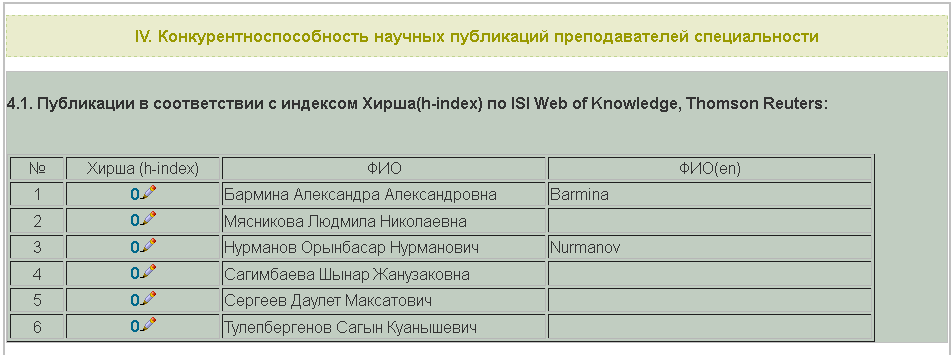 IV. Конкурентноспособность научных публикаций преподавателей специальности
4.1. Публикации в соответствии с индексом Хирша(h-index) по ISI Web of Knowledge, Thomson Reuters:
№ Хирша (h-index) ФИО ФИО(en)
1 0 Бармина Александра Александровна Barmina
2 0 Мясникова Людмила Николаевна
3 0 Нурманов Орынбасар Нурманович Nurmanov
4 0 Сагимбаева Шынар Жанузаковна
5 0 Сергеев Даулет Максатович
6 0 Тулепбергенов Сагын Куанышевич